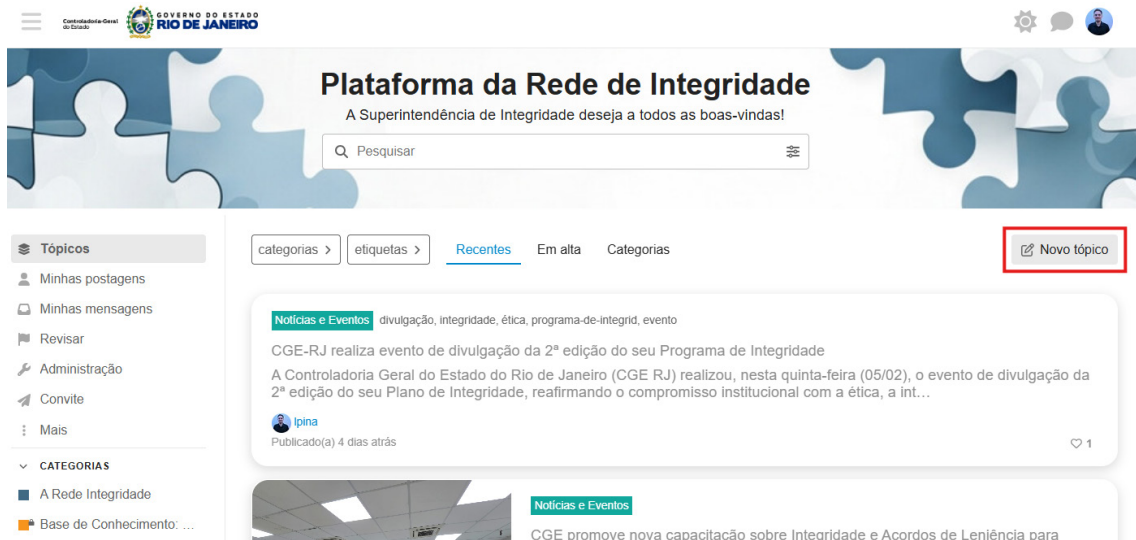 Controladoria-Geral
do Estado
GOVERNO DO ESTADO
RIO DE JANEIRO
Plataforma da Rede de Integridade
A Superintendência de Integridade deseja a todos as boas-vindas!
Pesquisar
Tópicos
Minhas postagens
Minhas mensagens
Revisar
Administração
Convite
Mais
CATEGORIAS
A Rede Integridade
Base de Conhecimento: ...
categorias > etiquetas > Recentes Em alta Categorias
Novo tópico
Notícias e Eventos divulgação, integridade, ética, programa-de-integrid, evento
CGE-RJ realiza evento de divulgação da 2ª edição do seu Programa de Integridade
A Controladoria Geral do Estado do Rio de Janeiro (CGE RJ) realizou, nesta quinta-feira (05/02), o evento de divulgação da
2ª edição do seu Plano de Integridade, reafirmando o compromisso institucional com a ética, a int…
Publicado(a) 4 dias atrás
1
Notícias e Eventos
CGE promove nova capacitação sobre Integridade e Acordos de Leniência para